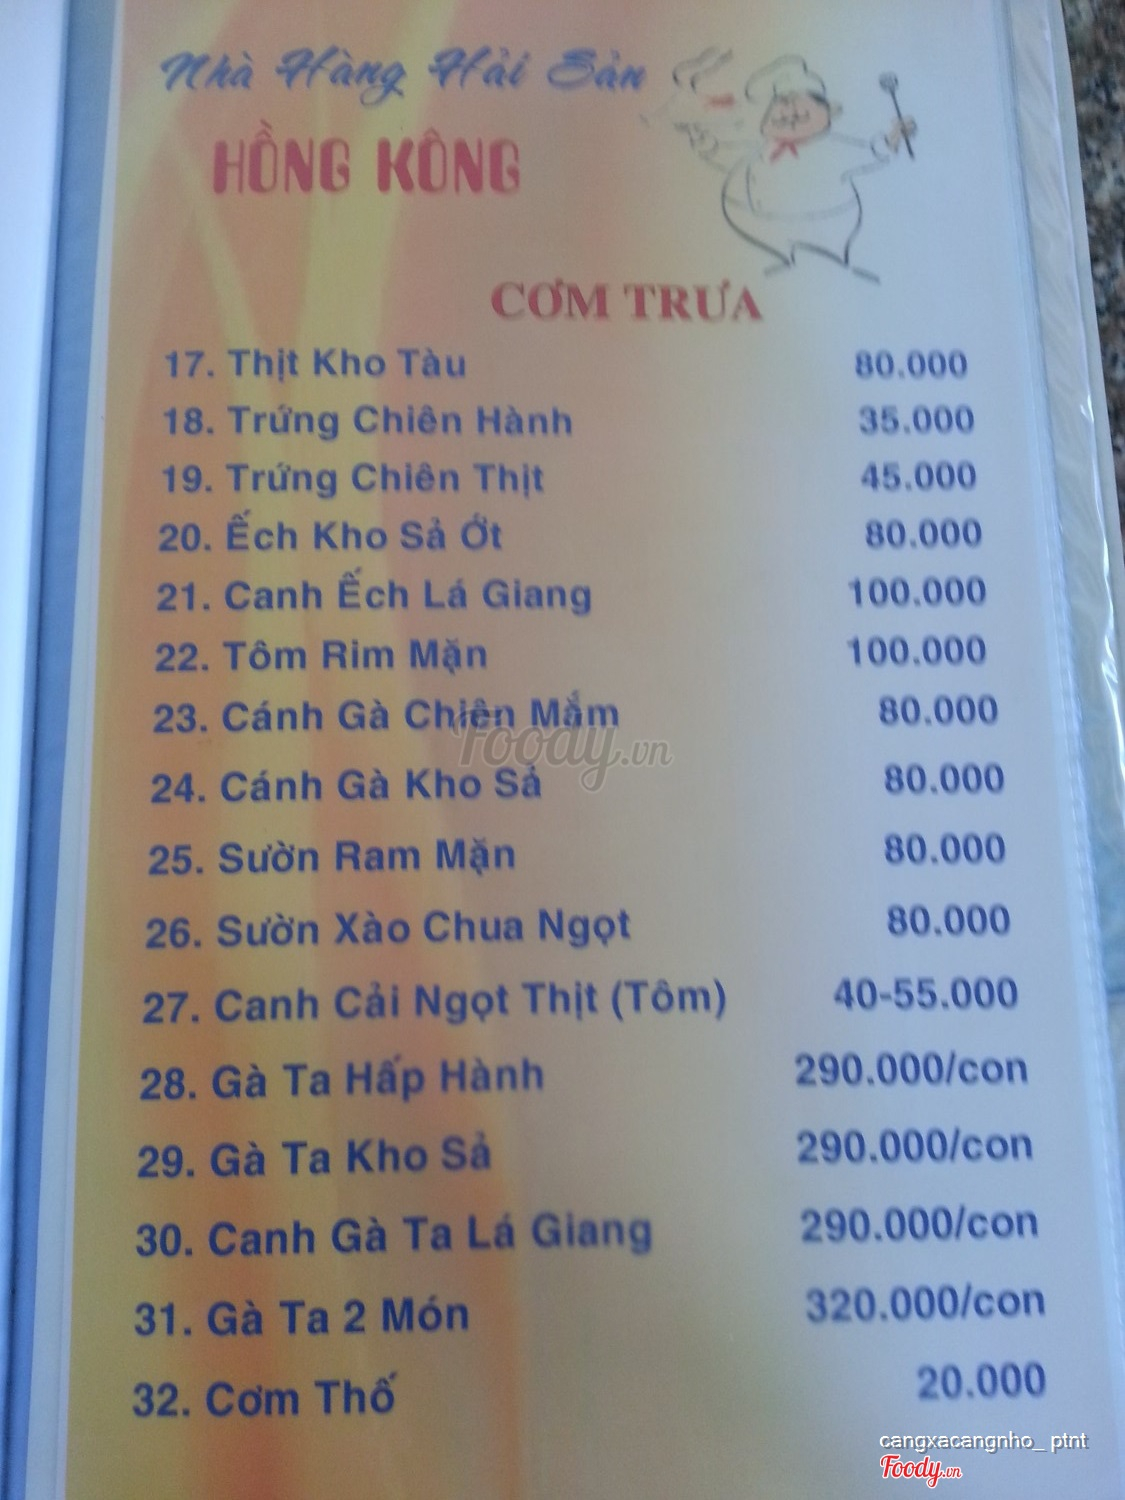 Nhà Hàng Hải Sản
HỒNG KÔNG
CƠM TRƯA
17. Thịt Kho Tàu 80.000
18. Trứng Chiên Hành 35.000
19. Trứng Chiên Thịt 45.000
20. Ếch Kho Sả Ớt 80.000
21. Canh Ếch Lá Giang 100.000
22. Tôm Rim Mặn 100.000
23. Cánh Gà Chiên Mắm 80.000
Foody.vn
24. Cánh Gà Kho Sả 80.000
25. Sườn Ram Mặn 80.000
26. Sườn Xào Chua Ngọt 80.000
27. Canh Cải Ngọt Thịt (Tôm) 40-55.000
28. Gà Ta Hấp Hành 290.000/con
29. Gà Ta Kho Sả 290.000/con
30. Canh Gà Ta Lá Giang 290.000/con
31. Gà Ta 2 Món 320.000/con
32. Cơm Thố 20.000
cangxacangnho_ ptnt
Foody.vn